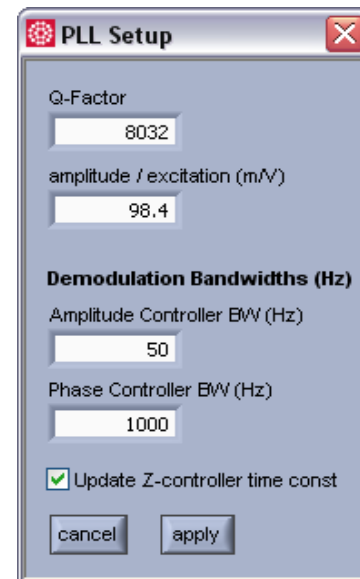 PLL Setup
Q-Factor
8032
amplitude / excitation (m/V)
98.4
Demodulation Bandwidths (Hz)
Amplitude Controller BW (Hz)
50
Phase Controller BW (Hz)
1000
Update Z-controller time const
cancel apply